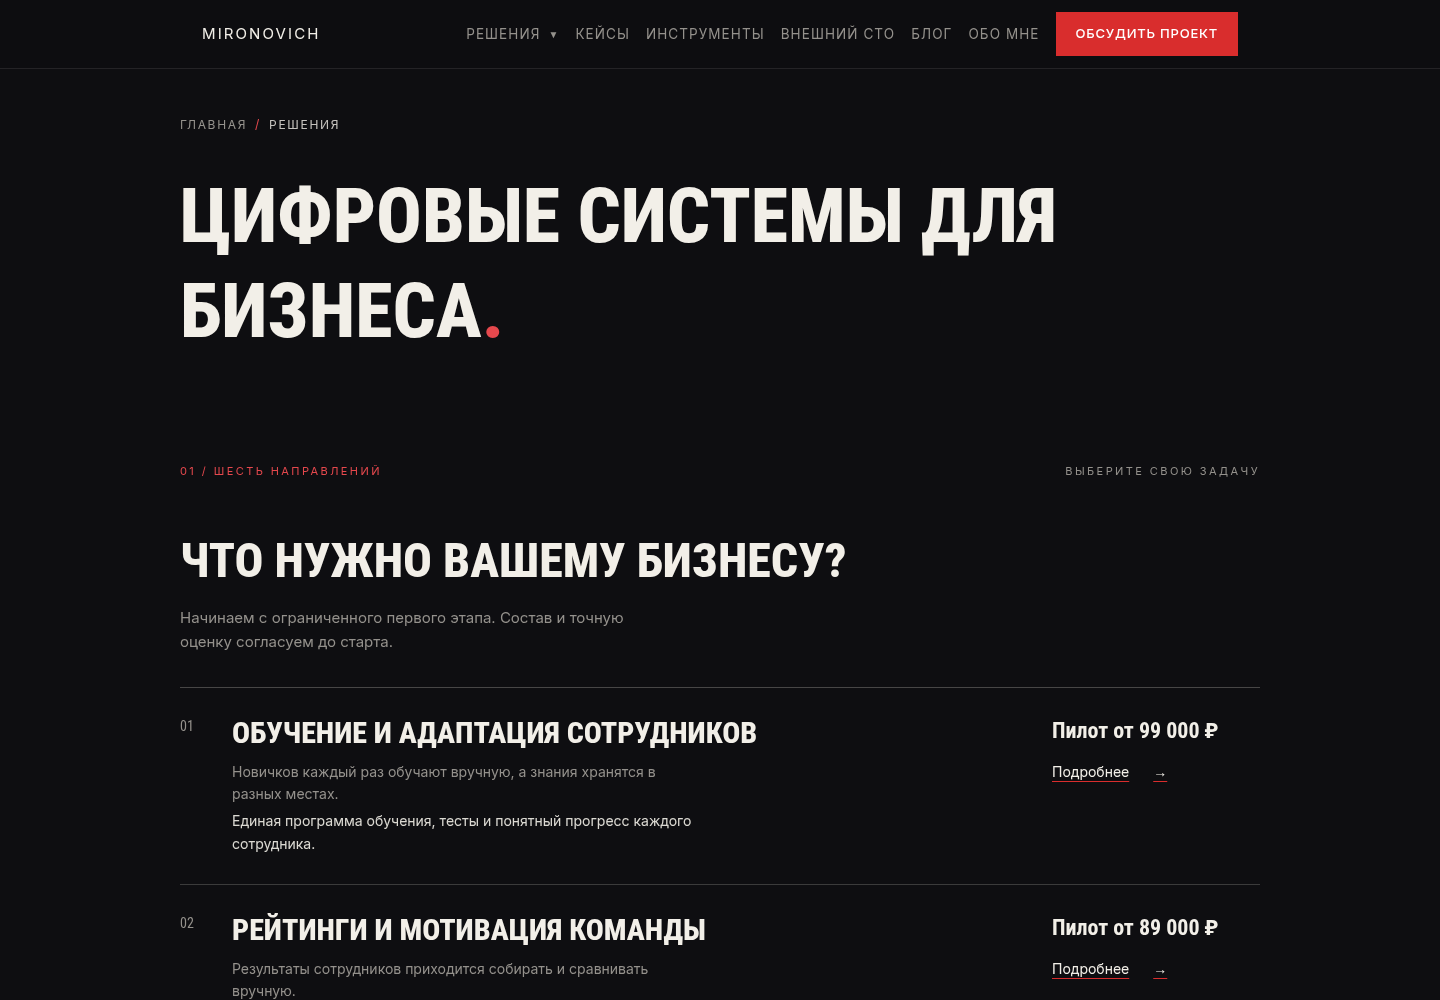 MIRONOVICH
РЕШЕНИЯ ▼ КЕЙСЫ ИНСТРУМЕНТЫ ВНЕШНИЙ СТО БЛОГ ОБО МНЕ ОБСУДИТЬ ПРОЕКТ
ГЛАВНАЯ / РЕШЕНИЯ
ЦИФРОВЫЕ СИСТЕМЫ ДЛЯ
БИЗНЕСА.
01 / ШЕСТЬ НАПРАВЛЕНИЙ
ВЫБЕРИТЕ СВОЮ ЗАДАЧУ
ЧТО НУЖНО ВАШЕМУ БИЗНЕСУ?
Начинаем с ограниченного первого этапа. Состав и точную
оценку согласуем до старта.
01
ОБУЧЕНИЕ И АДАПТАЦИЯ СОТРУДНИКОВ
Новичков каждый раз обучают вручную, а знания хранятся в
разных местах.
Единая программа обучения, тесты и понятный прогресс каждого
сотрудника.
Пилот от 99 000 ₽
Подробнее →
02
РЕЙТИНГИ И МОТИВАЦИЯ КОМАНДЫ
Результаты сотрудников приходится собирать и сравнивать
вручную.
Пилот от 89 000 ₽
Подробнее →